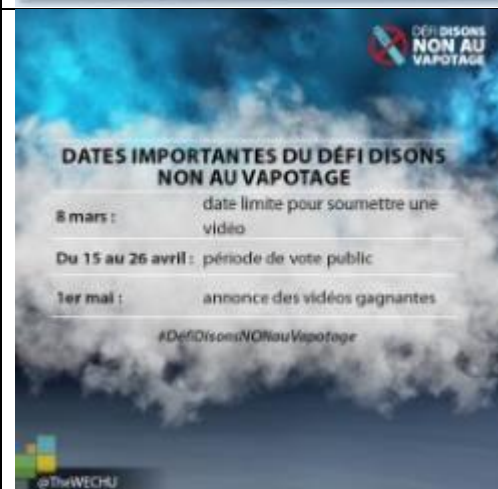 DÉFI DISONS
NON AU
VAPOTAGE
DATES IMPORTANTES DU DÉFI DISONS
NON AU VAPOTAGE
8 mars : date limite pour soumettre une
vidéo
Du 15 au 26 avril : période de vote public
1er mai : annonce des vidéos gagnantes
#DéfiDisonsNONauVapotage
@TheWECHU